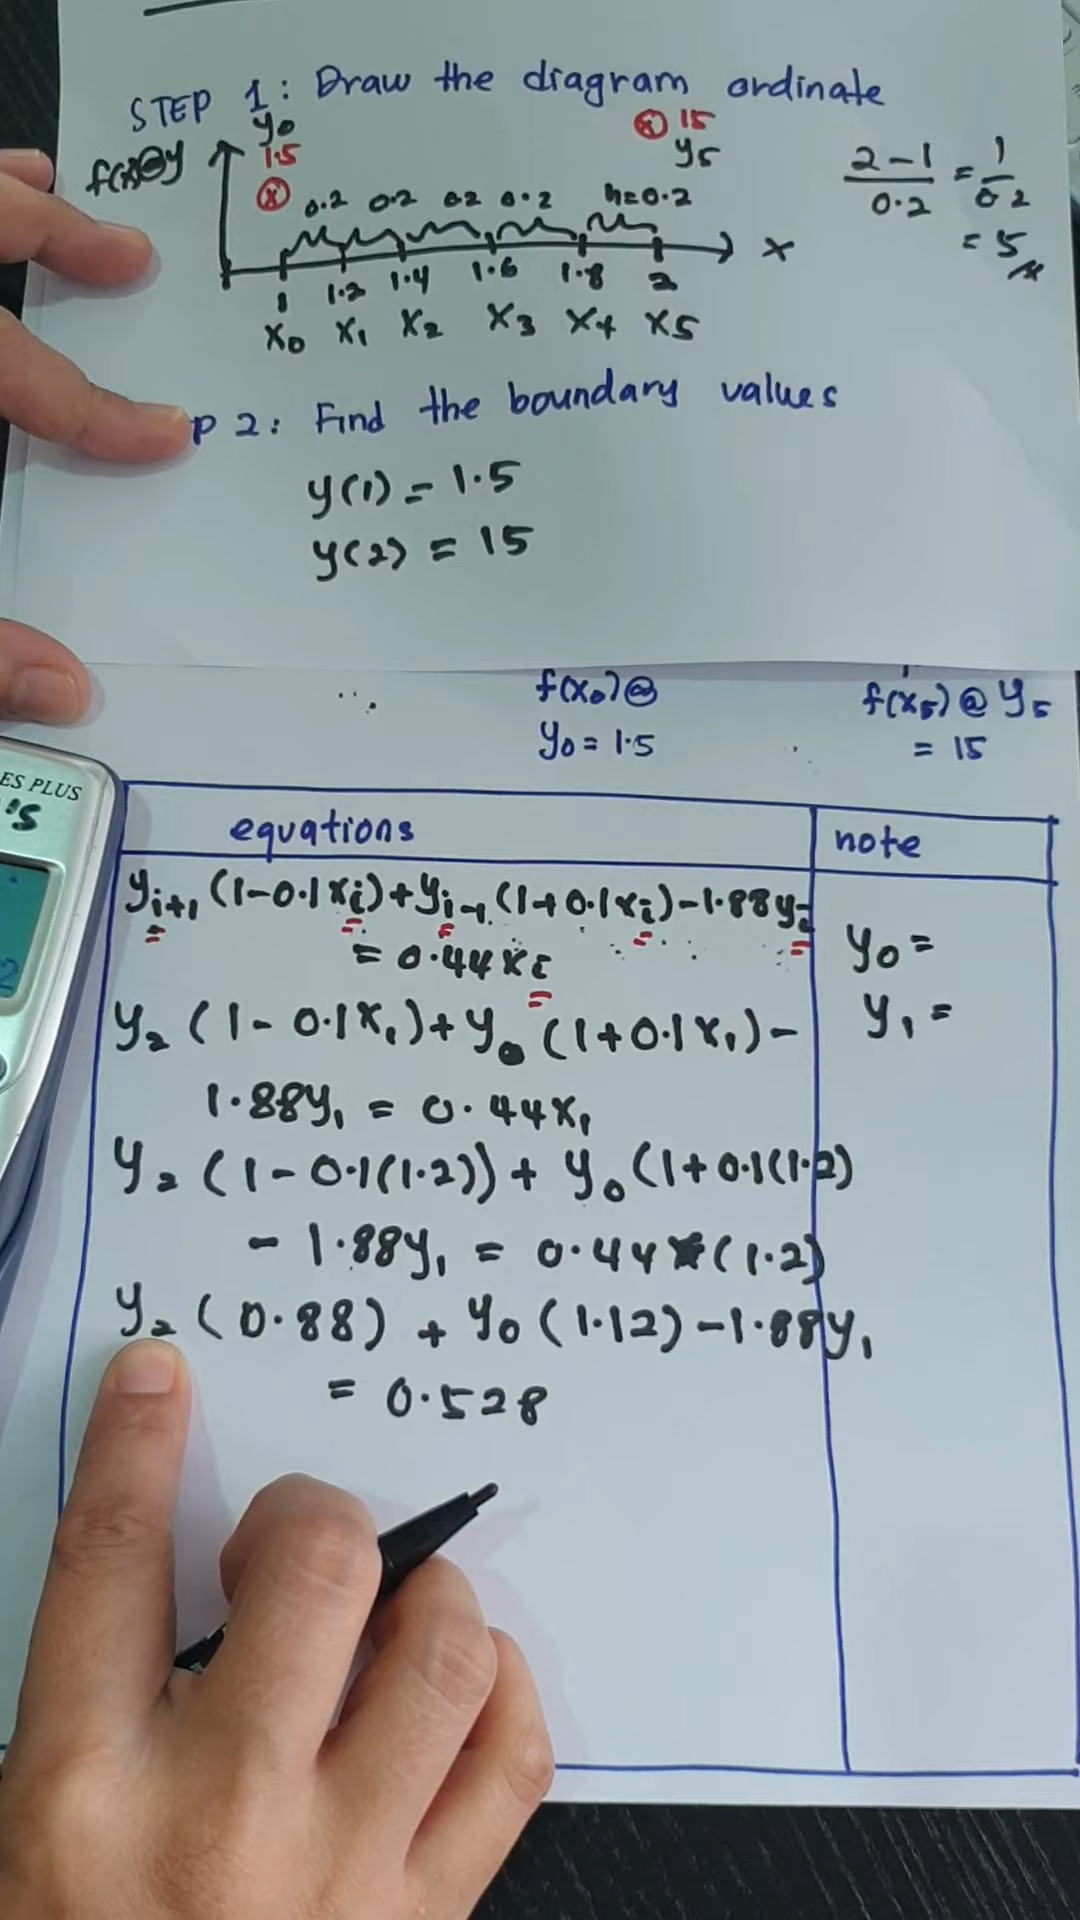 STEP 1: Draw the diagram ordinate
y0
1.5
ⓧ 15
y5
f(x)@y
ⓧ
0.2 0.2 0.2 0.2 h=0.2
x
1 1.2 1.4 1.6 1.8 2
x0 x1 x2 x3 x4 x5
2-1/0.2 = 1/0.2
= 5
P 2: Find the boundary values
y(1) = 1.5
y(2) = 15
f(x0)@
y0 = 1.5
f(x5)@ y5
= 15
ES PLUS
's
equations
note
yi+1 (1-0.1xi)+yi-1 (1+0.1xi)-1.88yi
= 0.44xi
y2 (1-0.1x1)+y0 (1+0.1x1)-
1.88y1 = 0.44x1
y2 (1-0.1(1.2))+ y0 (1+0.1(1.2)
- 1.88y1 = 0.44 (1.2)
y2 (0.88) + y0 (1.12) -1.88y1
= 0.528
y0 =
y1 =